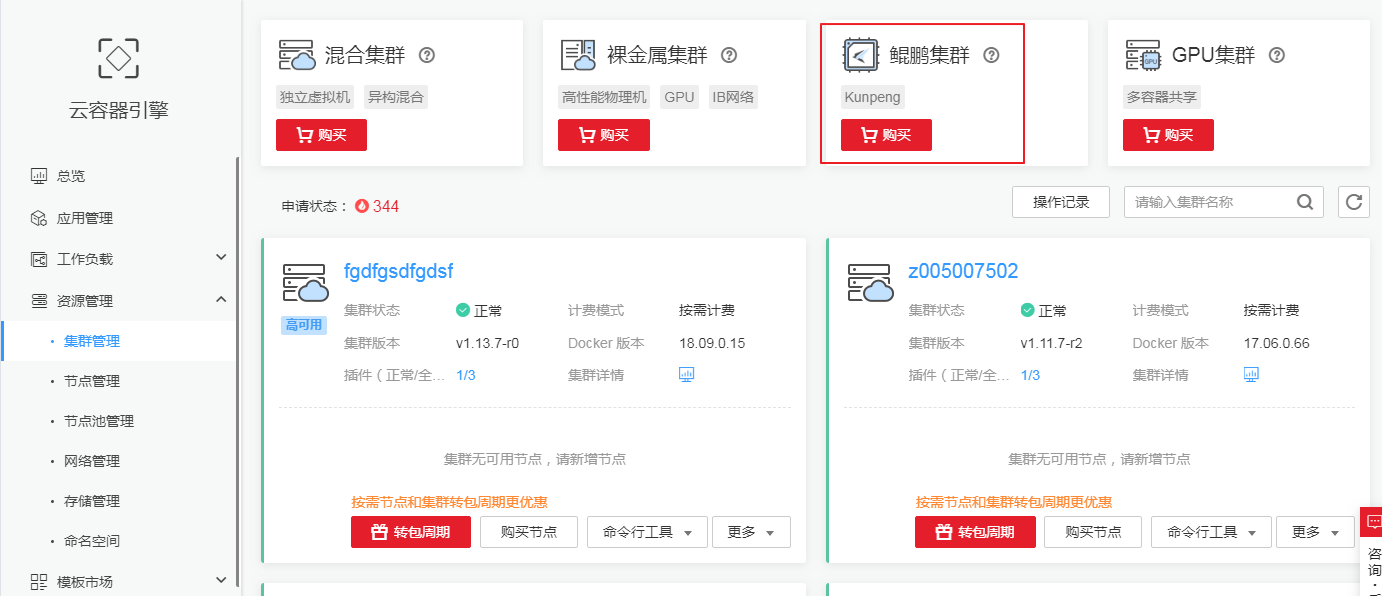 云容器引擎
总览
应用管理
工作负载
资源管理
集群管理
节点管理
节点池管理
网络管理
存储管理
命名空间
模板市场
混合集群
独立虚拟机 异构混合
购买
裸金属集群
高性能物理机 GPU IB网络
购买
鲲鹏集群
Kunpeng
购买
GPU集群
GPU
多容器共享
购买
申请状态： 344
操作记录
请输入集群名称
fgdfgsdfgdsf
高可用
集群状态 正常 计费模式 按需计费
集群版本 v1.13.7-r0 Docker 版本 18.09.0.15
插件 ( 正常/全... 1/3 集群详情
集群无可用节点，请新增节点
按需节点和集群转包周期更优惠
转包周期 购买节点 命令行工具 更多
z005007502
集群状态 正常 计费模式 按需计费
集群版本 v1.11.7-r2 Docker 版本 17.06.0.66
插件 ( 正常/全... 1/3 集群详情
集群无可用节点，请新增节点
按需节点和集群转包周期更优惠
转包周期 购买节点 命令行工具 更多
咨
询
·